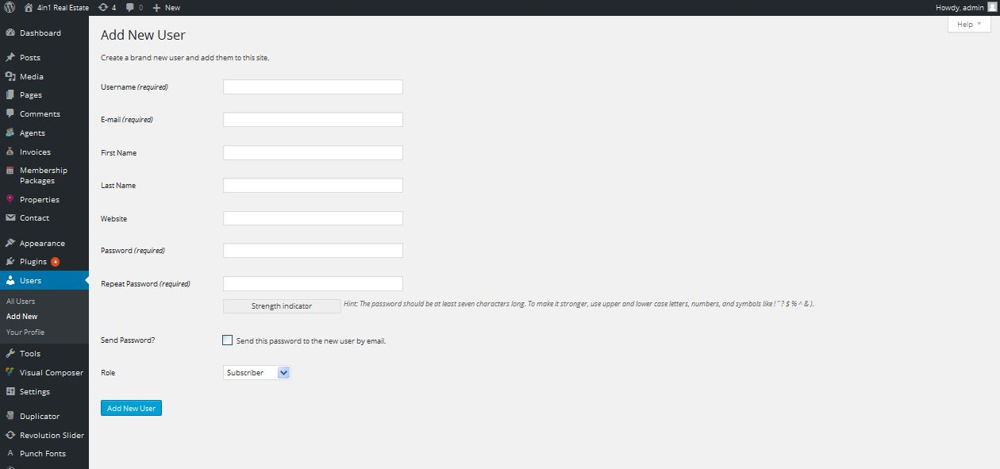 4in1 Real Estate 4 0 + New Howdy, admin
Help
Dashboard
Posts
Media
Pages
Comments
Agents
Invoices
Membership
Packages
Properties
Contact
Appearance
Plugins 4
Users
All Users
Add New
Your Profile
Tools
Visual Composer
Settings
Duplicator
Revolution Slider
Punch Fonts
Add New User
Create a brand new user and add them to this site.
Username (required)
E-mail (required)
First Name
Last Name
Website
Password (required)
Repeat Password (required)
Strength indicator Hint: The password should be at least seven characters long. To make it stronger, use upper and lower case letters, numbers, and symbols like ! " ? $ % ^ & ).
Send Password? Send this password to the new user by email.
Role Subscriber
Add New User